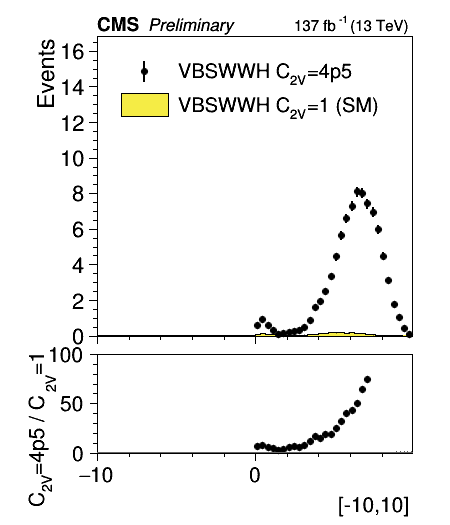 CMS Preliminary 137 fb⁻¹ (13 TeV)
Events
16
14
12
10
8
6
4
2
0
VBSWWH C₂ᵥ=4p5
VBSWWH C₂ᵥ=1 (SM)
C₂ᵥ=4p5 / C₂ᵥ=1
100
50
0
−10 0
[-10,10]